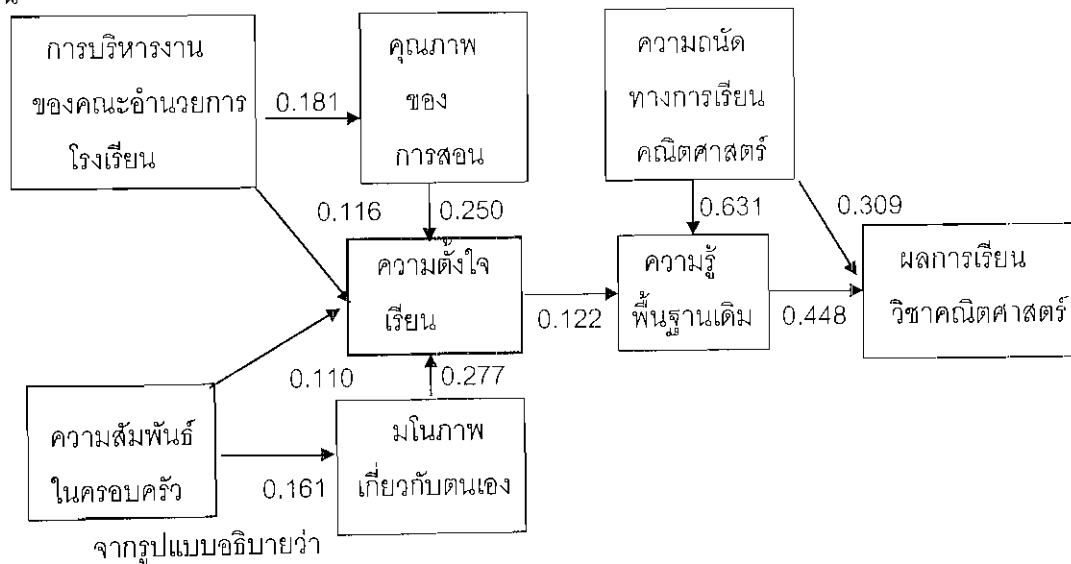 น
การบริหารงาน
ของคณะอำนวยการ
โรงเรียน
0.181
คุณภาพ
ของ
การสอน
ความถนัด
ทางการเรียน
คณิตศาสตร์
0.116
0.250
0.631
0.309
ความตั้งใจ
เรียน
0.122
ความรู้
พื้นฐานเดิม
0.448
ผลการเรียน
วิชาคณิตศาสตร์
0.110
0.277
ความสัมพันธ์
ในครอบครัว
0.161
มโนภาพ
เกี่ยวกับตนเอง
จากรูปแบบอธิบายว่า